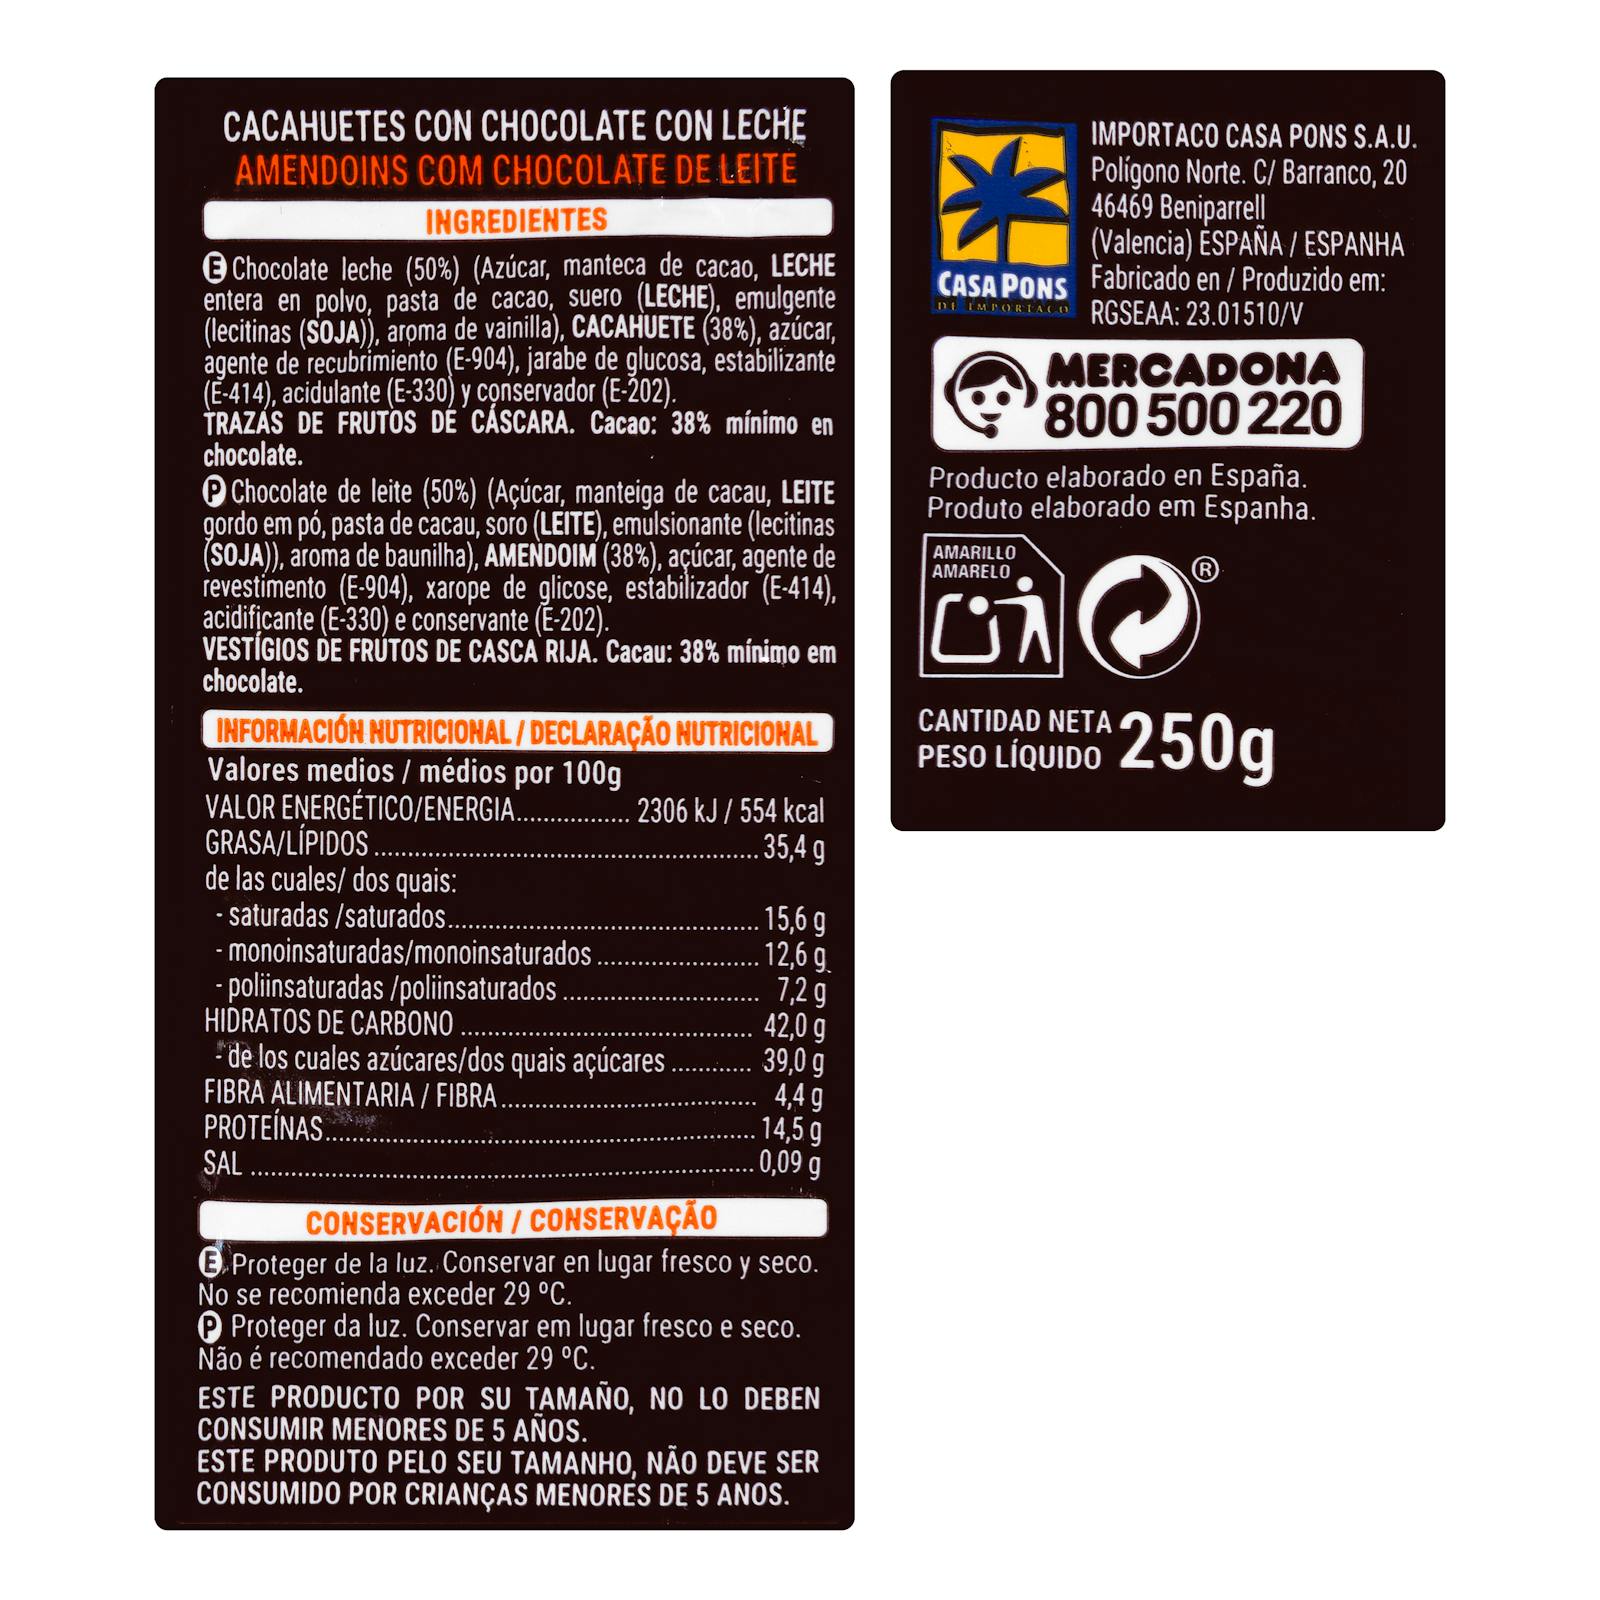 CACAHUETES CON CHOCOLATE CON LECHE
AMENDOINS COM CHOCOLATE DE LEITE
INGREDIENTES
E Chocolate leche (50%) (Azúcar, manteca de cacao, LECHE
entera en polvo, pasta de cacao, suero (LECHE), emulgente
(lecitinas (SOJA)), aroma de vainilla), CACAHUETE (38%), azúcar,
agente de recubrimiento (E-904), jarabe de glucosa, estabilizante
(E-414), acidulante (E-330) y conservador (E-202).
TRAZAS DE FRUTOS DE CÁSCARA. Cacao: 38% mínimo en
chocolate.
P Chocolate de leite (50%) (Açúcar, manteiga de cacau, LEITE
gordo em pó, pasta de cacau, soro (LEITE), emulsionante (lecitinas
(SOJA)), aroma de baunilha), AMENDOIM (38%), açúcar, agente de
revestimento (E-904), xarope de glicose, estabilizador (E-414),
acidificante (E-330) e conservante (E-202).
VESTÍGIOS DE FRUTOS DE CASCA RIJA. Cacau: 38% mínimo em
chocolate.
INFORMACIÓN NUTRICIONAL / DECLARAÇÃO NUTRICIONAL
Valores medios / médios por 100g
VALOR ENERGÉTICO/ENERGIA................ 2306 kJ / 554 kcal
GRASA/LÍPIDOS ........................................................ 35,4 g
de las cuales/ dos quais:
- saturadas /saturados............................................. 15,6 g
- monoinsaturadas/monoinsaturados ....................... 12,6 g
- poliinsaturadas /poliinsaturados ............................ 7,2 g
HIDRATOS DE CARBONO .......................................... 42,0 g
- de los cuales azúcares/dos quais açúcares ............ 39,0 g
FIBRA ALIMENTARIA / FIBRA .................................... 4,4 g
PROTEÍNAS.............................................................. 14,5 g
SAL ......................................................................... 0,09 g
CONSERVACIÓN / CONSERVAÇÃO
E Proteger de la luz. Conservar en lugar fresco y seco.
No se recomienda exceder 29 ºC.
P Proteger da luz. Conservar em lugar fresco e seco.
Não é recomendado exceder 29 ºC.
ESTE PRODUCTO POR SU TAMAÑO, NO LO DEBEN
CONSUMIR MENORES DE 5 AÑOS.
ESTE PRODUTO PELO SEU TAMANHO, NÃO DEVE SER
CONSUMIDO POR CRIANÇAS MENORES DE 5 ANOS.
CASA PONS
DE IMPORTACO
IMPORTACO CASA PONS S.A.U.
Polígono Norte. C/ Barranco, 20
46469 Beniparrell
(Valencia) ESPAÑA / ESPANHA
Fabricado en / Produzido em:
RGSEAA: 23.01510/V
MERCADONA
800 500 220
Producto elaborado en España.
Produto elaborado em Espanha.
AMARILLO
AMARELO
®
CANTIDAD NETA
PESO LÍQUIDO
250g